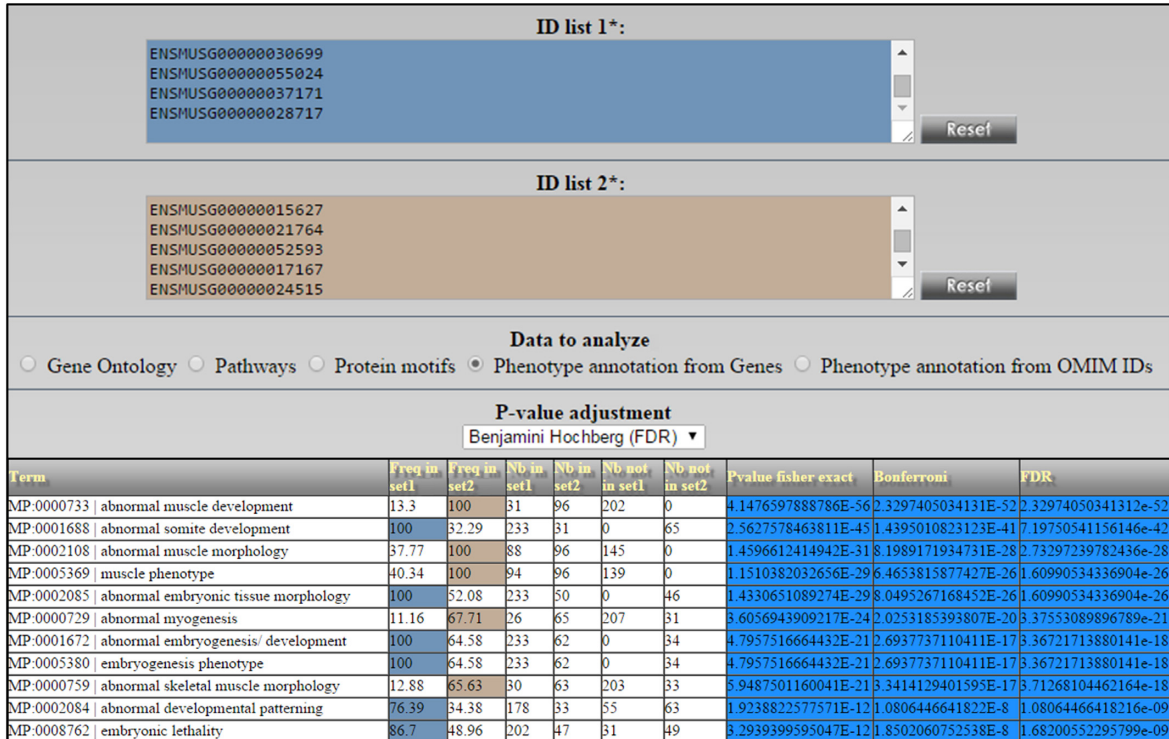 ID list 1*:
ENSMUSG00000030699
ENSMUSG00000055024
ENSMUSG00000037171
ENSMUSG00000028717
Reset
ID list 2*:
ENSMUSG00000015627
ENSMUSG00000021764
ENSMUSG00000052593
ENSMUSG00000017167
ENSMUSG00000024515
Reset
Data to analyze
Gene Ontology Pathways Protein motifs Phenotype annotation from Genes Phenotype annotation from OMIM IDs
P-value adjustment
Benjamini Hochberg (FDR) ▼
Term Freq in set1 Freq in set2 Nb in set1 Nb in set2 Nb not in set1 Nb not in set2 Pvalue fisher exact Bonferroni FDR
MP:0000733 | abnormal muscle development 13.3 100 31 96 202 0 4.1476597888786E-56 2.3297405034131E-52 2.32974050341312e-52
MP:0001688 | abnormal somite development 100 32.29 233 31 0 65 2.5627578463811E-45 1.4395010823123E-41 7.19750541156146e-42
MP:0002108 | abnormal muscle morphology 37.77 100 88 96 145 0 1.4596612414942E-31 8.1989171934731E-28 2.73297239782436e-28
MP:0005369 | muscle phenotype 40.34 100 94 96 139 0 1.1510382032656E-29 6.4653815877427E-26 1.60990534336904e-26
MP:0002085 | abnormal embryonic tissue morphology 100 52.08 233 50 0 46 1.4330651089274E-29 8.0495267168452E-26 1.60990534336904e-26
MP:0000729 | abnormal myogenesis 11.16 67.71 26 65 207 31 3.6056943909217E-24 2.0253185393807E-20 3.37553089896789e-21
MP:0001672 | abnormal embryogenesis/ development 100 64.58 233 62 0 34 4.7957516664432E-21 2.6937737110411E-17 3.36721713880141e-18
MP:0005380 | embryogenesis phenotype 100 64.58 233 62 0 34 4.7957516664432E-21 2.6937737110411E-17 3.36721713880141e-18
MP:0000759 | abnormal skeletal muscle morphology 12.88 65.63 30 63 203 33 5.9487501160041E-21 3.3414129401595E-17 3.71268104462164e-18
MP:0002084 | abnormal developmental patterning 76.39 34.38 178 33 55 63 1.9238822577571E-12 1.0806446641822E-8 1.08064466418216e-09
MP:0008762 | embryonic lethality 86.7 48.96 202 47 31 49 3.2939399595047E-12 1.8502060752538E-8 1.68200552295799e-09